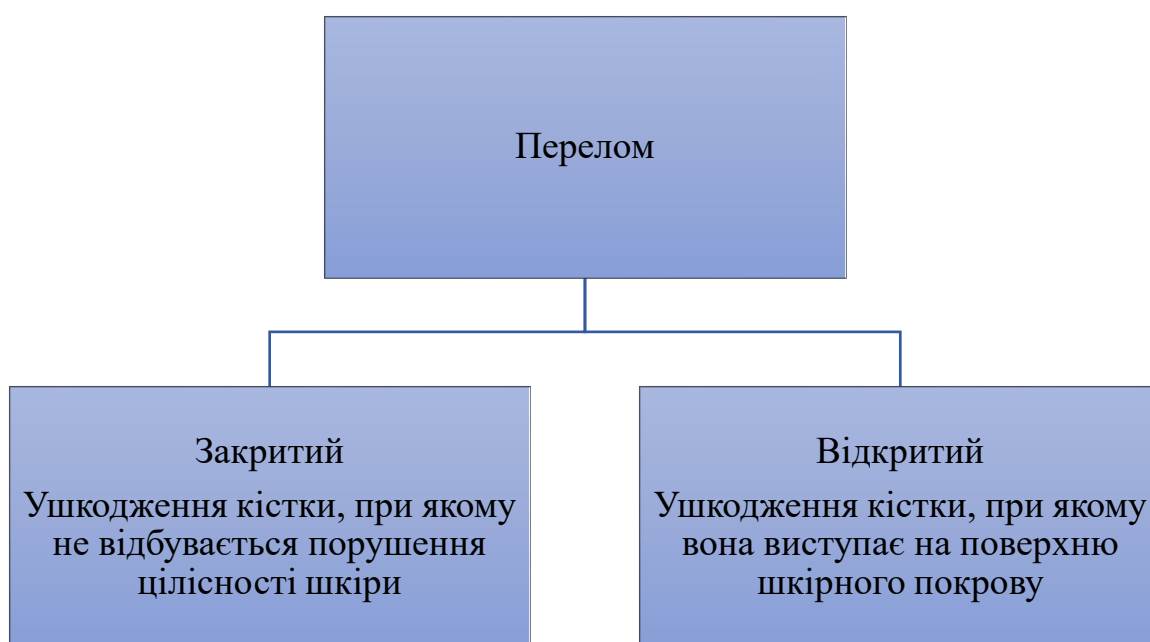 Перелом
Закритий
Ушкодження кістки, при якому
не відбувається порушення
цілісності шкіри
Відкритий
Ушкодження кістки, при якому
вона виступає на поверхню
шкірного покрову